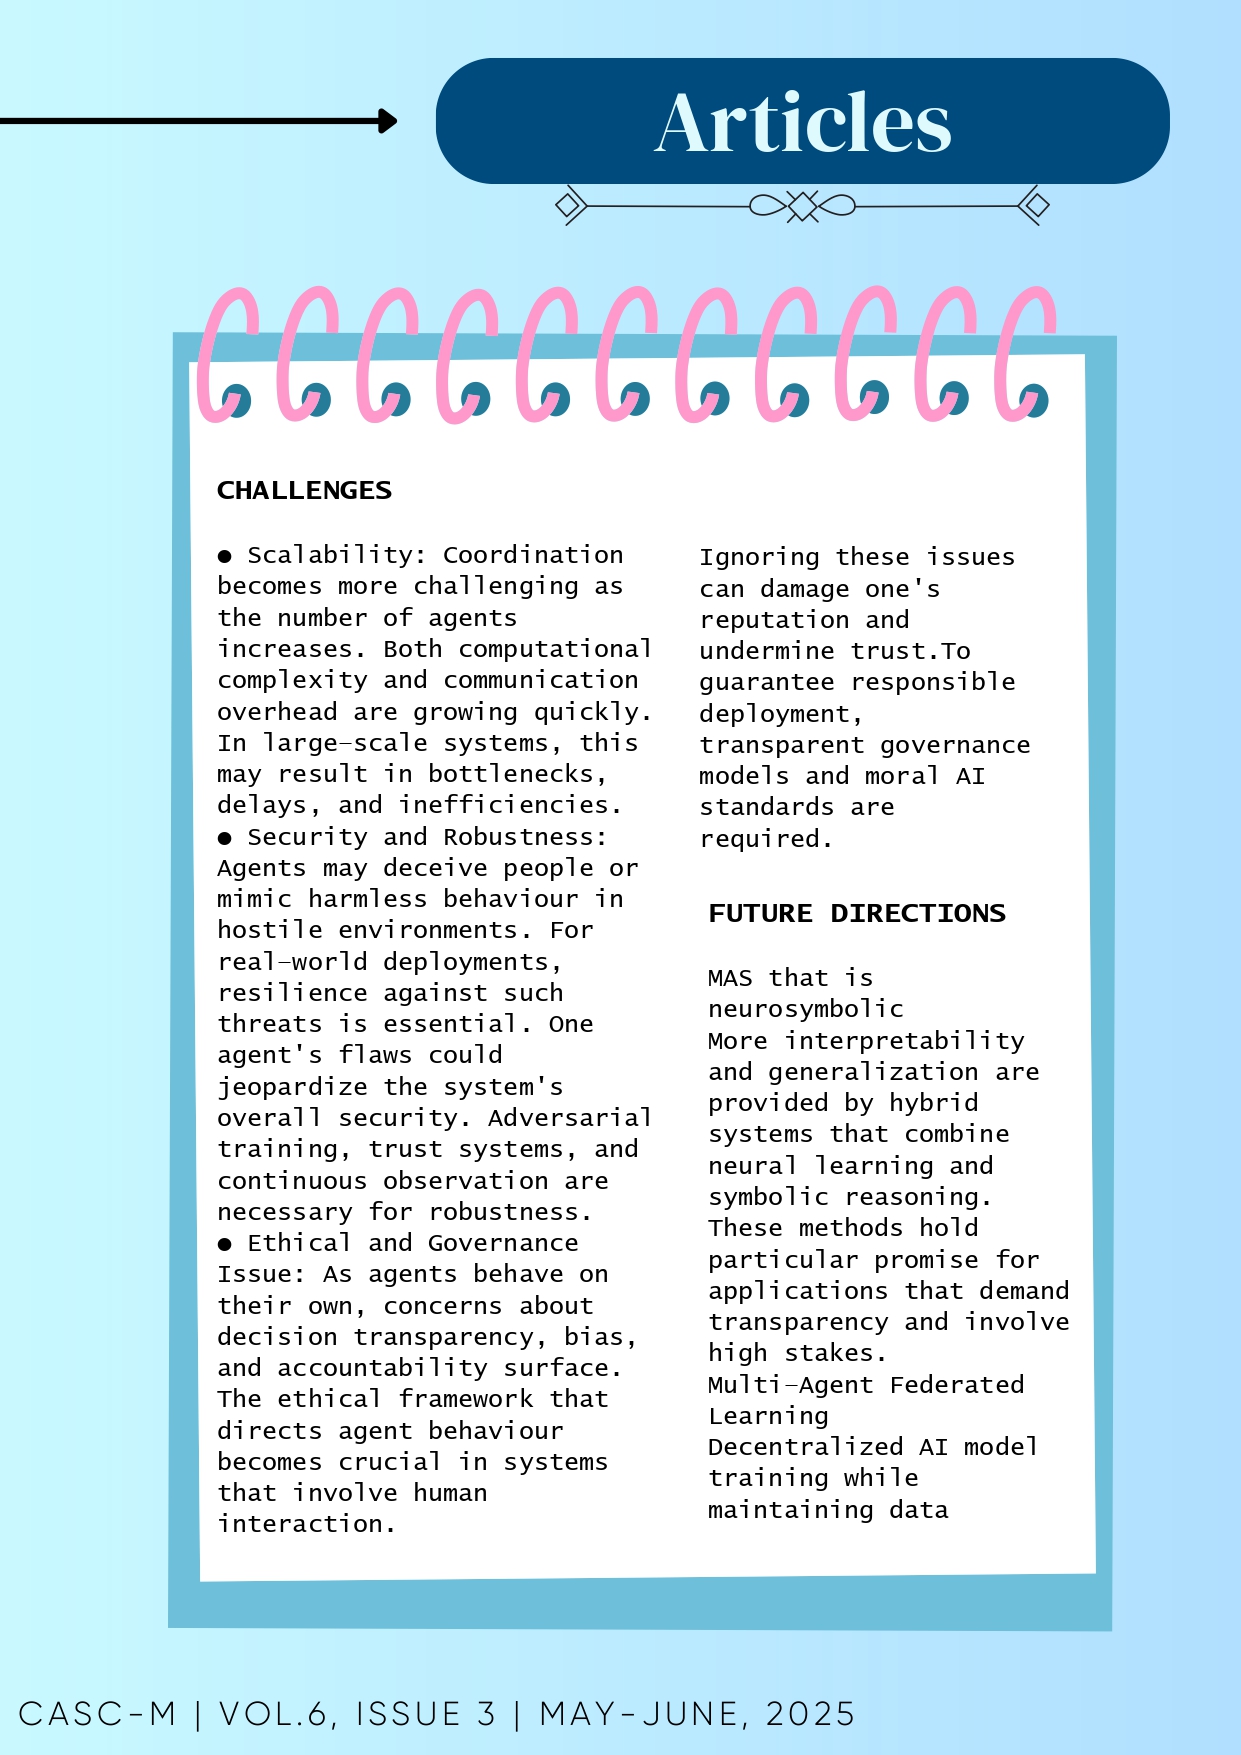 Articles
CHALLENGES
● Scalability: Coordination
becomes more challenging as
the number of agents
increases. Both computational
complexity and communication
overhead are growing quickly.
In large-scale systems, this
may result in bottlenecks,
delays, and inefficiencies.
● Security and Robustness:
Agents may deceive people or
mimic harmless behaviour in
hostile environments. For
real-world deployments,
resilience against such
threats is essential. One
agent's flaws could
jeopardize the system's
overall security. Adversarial
training, trust systems, and
continuous observation are
necessary for robustness.
● Ethical and Governance
Issue: As agents behave on
their own, concerns about
decision transparency, bias,
and accountability surface.
The ethical framework that
directs agent behaviour
becomes crucial in systems
that involve human
interaction.
Ignoring these issues
can damage one's
reputation and
undermine trust.To
guarantee responsible
deployment,
transparent governance
models and moral AI
standards are
required.
FUTURE DIRECTIONS
MAS that is
neurosymbolic
More interpretability
and generalization are
provided by hybrid
systems that combine
neural learning and
symbolic reasoning.
These methods hold
particular promise for
applications that demand
transparency and involve
high stakes.
Multi-Agent Federated
Learning
Decentralized AI model
training while
maintaining data
CASC-M | VOL.6, ISSUE 3 | MAY-JUNE, 2025